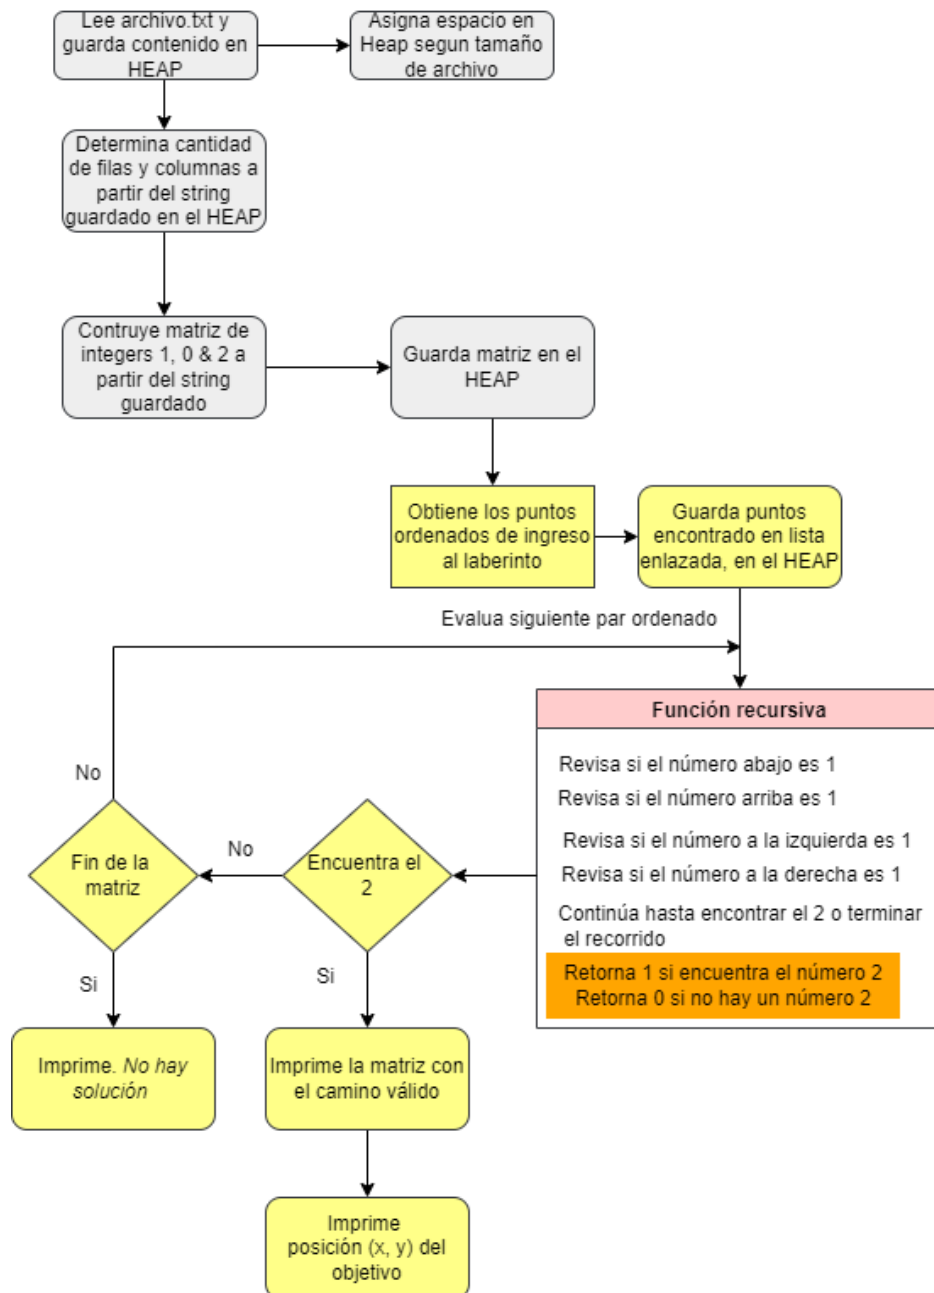 Lee archivo.txt y
guarda contenido en
HEAP
Asigna espacio en
Heap segun tamaño
de archivo
Determina cantidad
de filas y columnas a
partir del string
guardado en el HEAP
Contruye matriz de
integers 1, 0 & 2 a
partir del string
guardado
Guarda matriz en el
HEAP
Obtiene los puntos
ordenados de ingreso
al laberinto
Guarda puntos
encontrado en lista
enlazada, en el HEAP
Evalua siguiente par ordenado
Función recursiva
Revisa si el número abajo es 1
Revisa si el número arriba es 1
Revisa si el número a la izquierda es 1
Revisa si el número a la derecha es 1
Continúa hasta encontrar el 2 o terminar
el recorrido
Retorna 1 si encuentra el número 2
Retorna 0 si no hay un número 2
No
Fin de la
matriz
No
Encuentra el
2
Si
Si
Imprime. No hay
solución
Imprime la matriz con
el camino válido
Imprime
posición (x, y) del
objetivo